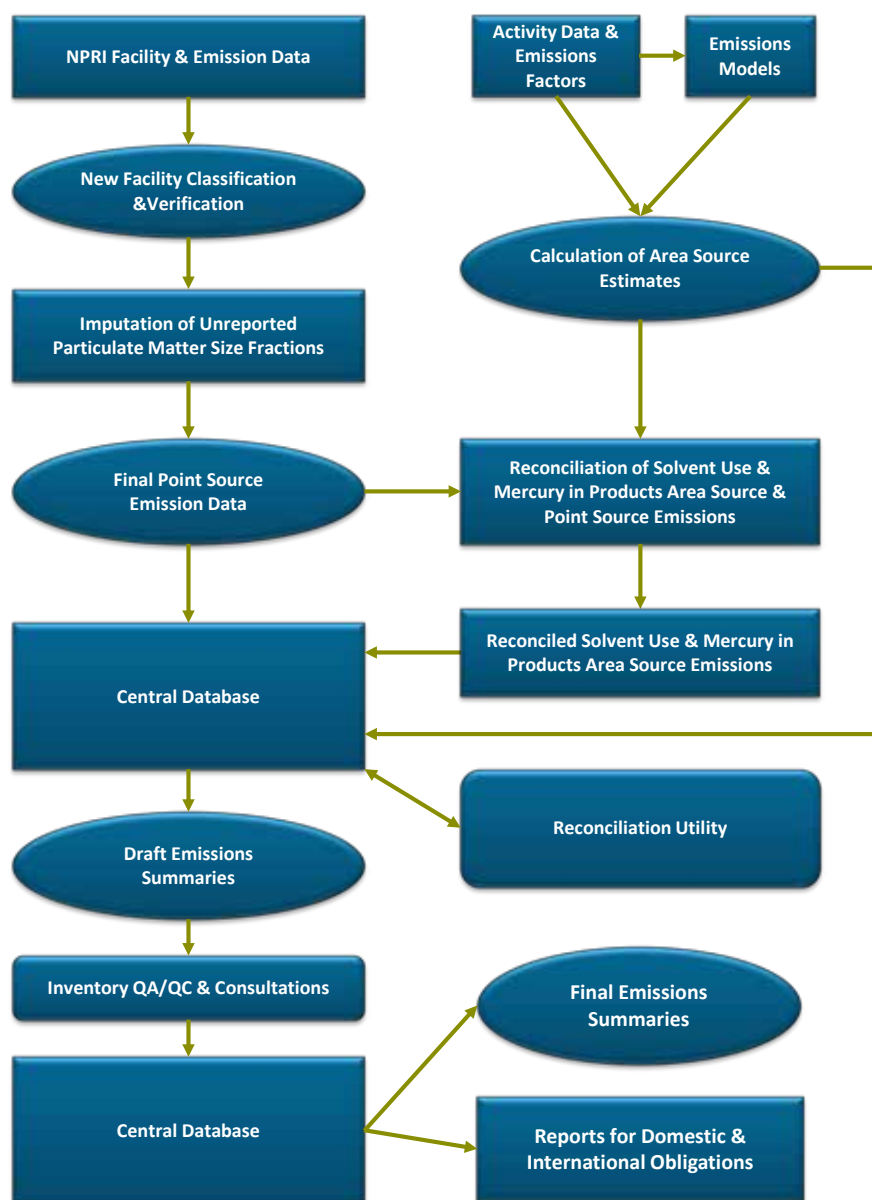 NPRI Facility & Emission Data
Activity Data &
Emissions
Factors
Emissions
Models
New Facility Classification
&Verification
Calculation of Area Source
Estimates
Imputation of Unreported
Particulate Matter Size Fractions
Final Point Source
Emission Data
Reconciliation of Solvent Use &
Mercury in Products Area Source &
Point Source Emissions
Reconciled Solvent Use & Mercury in
Products Area Source Emissions
Central Database
Reconciliation Utility
Draft Emissions
Summaries
Inventory QA/QC & Consultations
Final Emissions
Summaries
Central Database
Reports for Domestic &
International Obligations